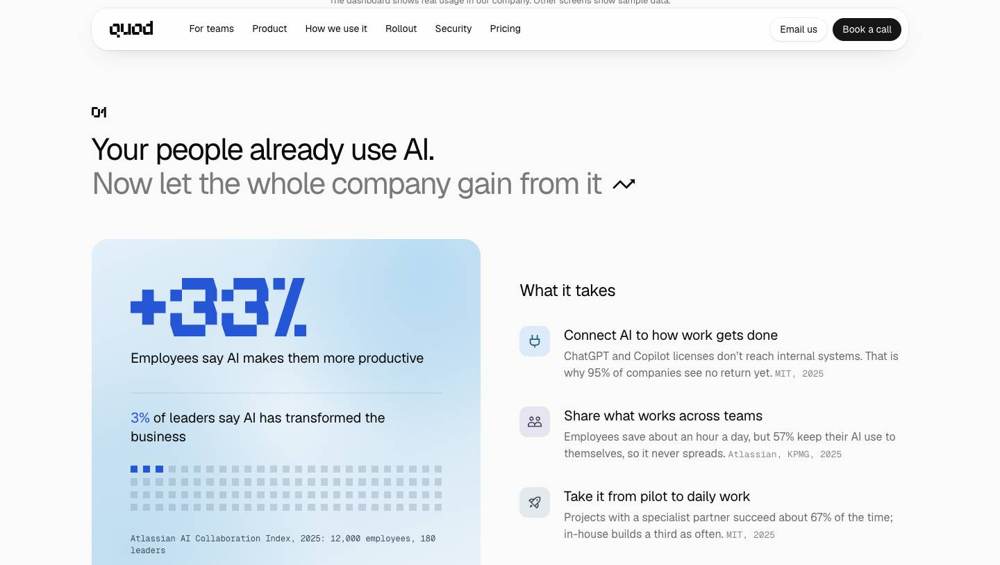 The dashboard shows real usage in our company. Other screens show sample data.
quad
For teams
Product
How we use it
Rollout
Security
Pricing
Email us
Book a call
01
Your people already use AI.
Now let the whole company gain from it
+33%
Employees say AI makes them more productive
3% of leaders say AI has transformed the
business
Atlassian AI Collaboration Index, 2025: 12,000 employees, 180
leaders
What it takes
Connect AI to how work gets done
ChatGPT and Copilot licenses don’t reach internal systems. That is
why 95% of companies see no return yet. MIT, 2025
Share what works across teams
Employees save about an hour a day, but 57% keep their AI use to
themselves, so it never spreads. Atlassian, KPMG, 2025
Take it from pilot to daily work
Projects with a specialist partner succeed about 67% of the time;
in-house builds a third as often. MIT, 2025